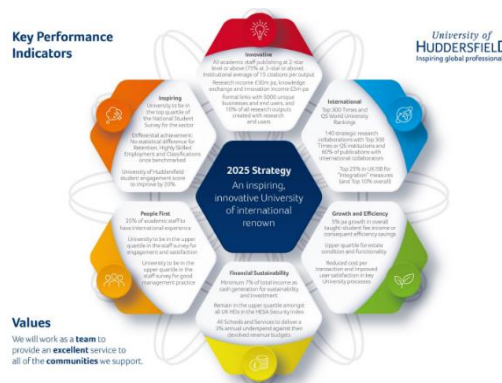 Key Performance
Indicators
University of
HUDDERSFIELD
Inspiring global professionals
Innovative
All academic staff publishing at 2-star
level or above (75% at 3-star or above)
Institutional average of 10 citations per output
Research income £30m pa, knowledge
exchange and innovation income £5m pa
Formal links with 5000 unique
businesses and end users, and
10% of all research outputs
created with research
end users
Inspiring
University to be in
the top quartile of
the National Student
Survey for the sector
Differential achievement:
No statistical difference for
Retention, Highly Skilled
Employment and Classifications
once benchmarked
University of Huddersfield
student engagement score
to improve by 20%
International
Top 300 Times and
QS World University
Rankings
140 strategic research
collaborations with Top 300
Times or QS institutions and
60% of publications with
international collaborators
Top 25% in UK ISB for
"Integration" measures
(and Top 10% overall)
2025 Strategy
An inspiring,
innovative University
of international
renown
People First
35% of academic staff to
have international experience
University to be in the upper
quartile in the staff survey for
engagement and satisfaction
University to be in the
upper quartile in the
staff survey for good
management practice
Growth and Efficiency
5% pa growth in overall
taught-student fee income or
consequent efficiency savings
Upper quartile for estate
condition and functionality
Reduced cost per
transaction and improved
user satisfaction in key
University processes
Financial Sustainability
Minimum 7% of total income as
cash generation for sustainability
and investment
Remain in the upper quartile amongst
all UK HEIs in the HESA Security Index
All Schools and Services to deliver a
3% annual underspend against their
devolved revenue budgets
Values
We will work as a team to
provide an excellent service to
all of the communities we support.